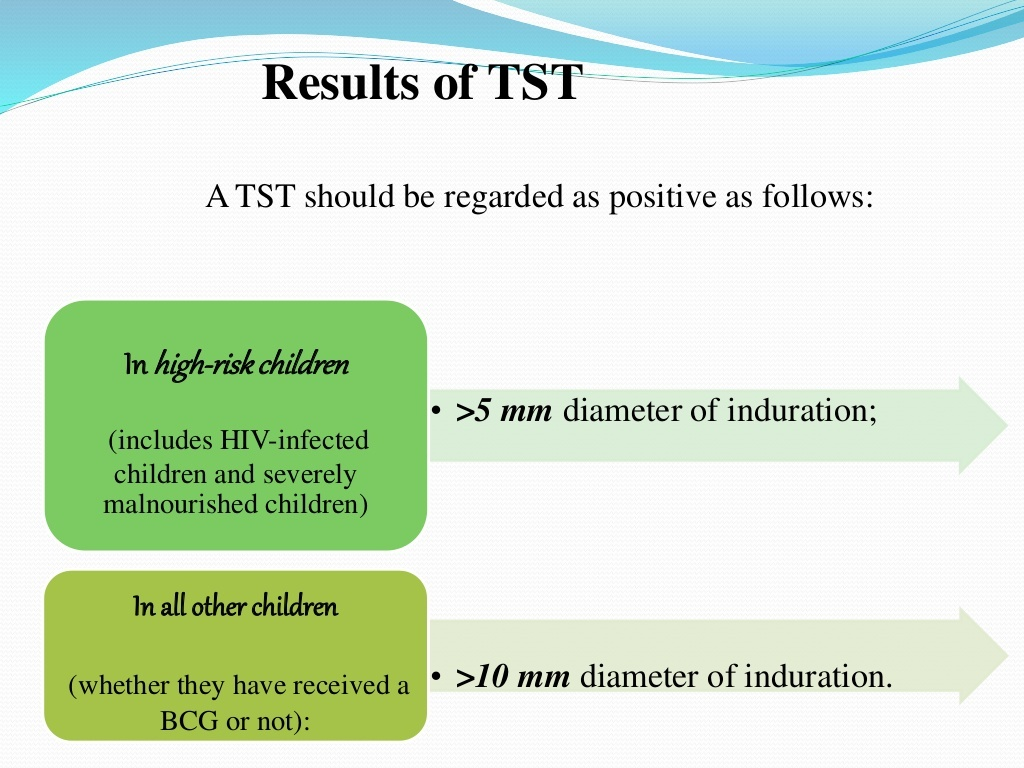 Results of TST
A TST should be regarded as positive as follows:
In high-risk children
(includes HIV-infected
children and severely
malnourished children)
• >5 mm diameter of induration;
In all other children
(whether they have received a
BCG or not):
• >10 mm diameter of induration.